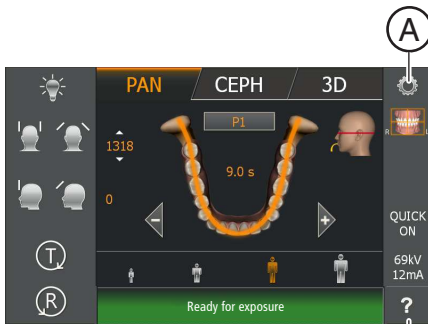 A
PAN
CEPH
3D
P1
1318
9.0 s
R
L
0
QUICK
ON
T
69kV
12mA
R
Ready for exposure
?